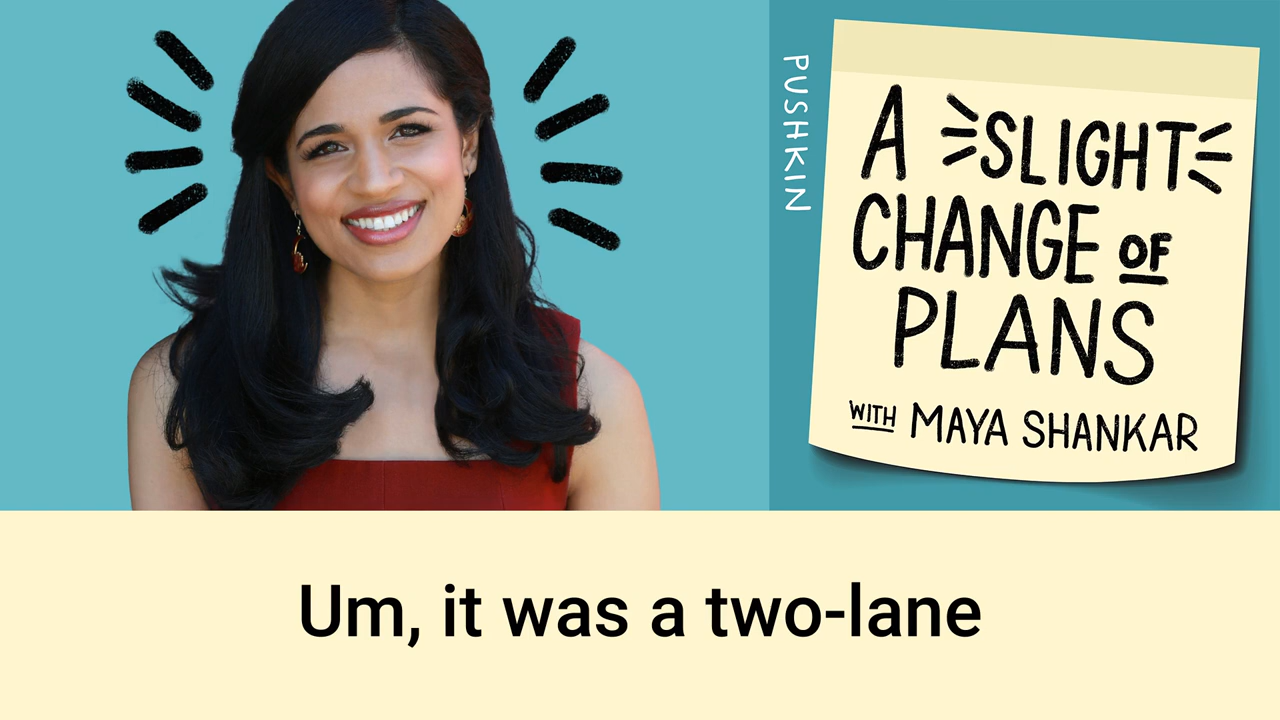 PUSHKIN
A SLIGHT
CHANGE OF
PLANS
WITH MAYA SHANKAR
Um, it was a two-lane